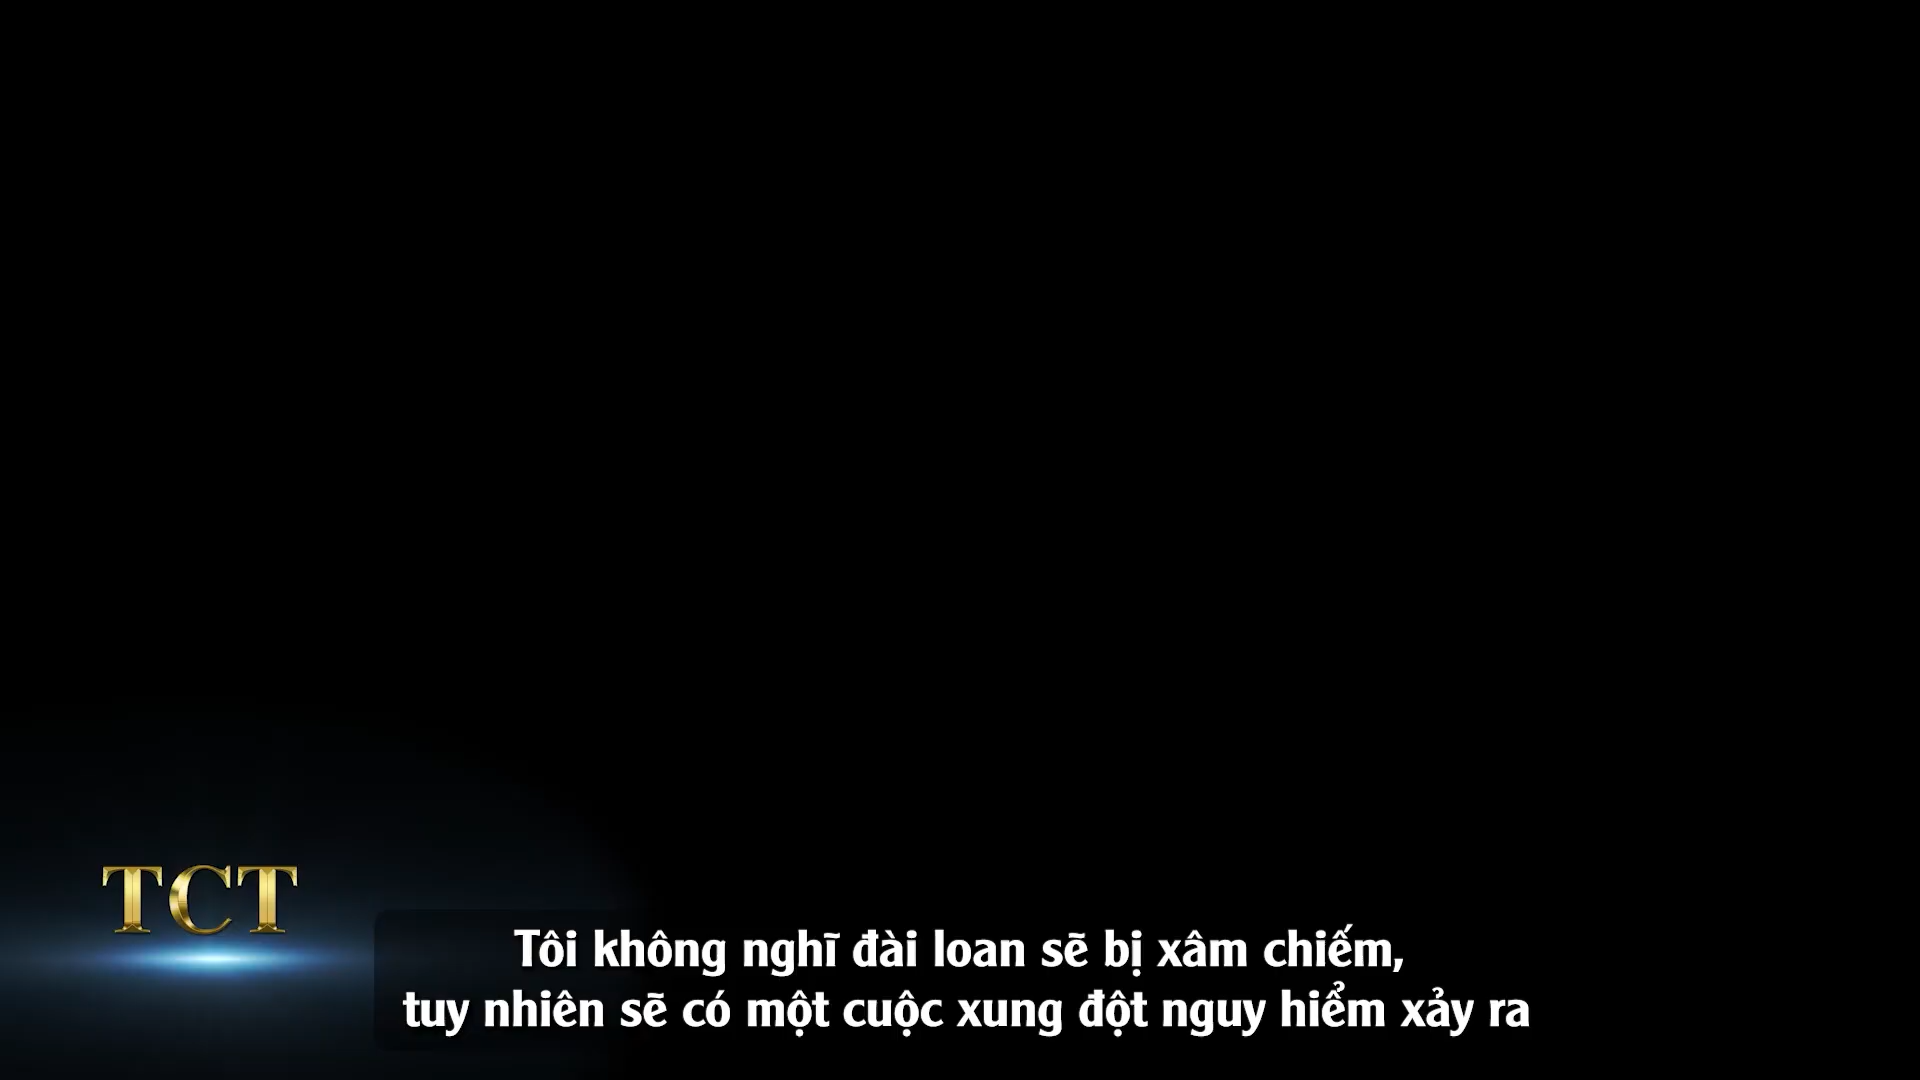 TCT
Tôi không nghĩ đài loan sẽ bị xâm chiếm,
tuy nhiên sẽ có một cuộc xung đột nguy hiểm xảy ra